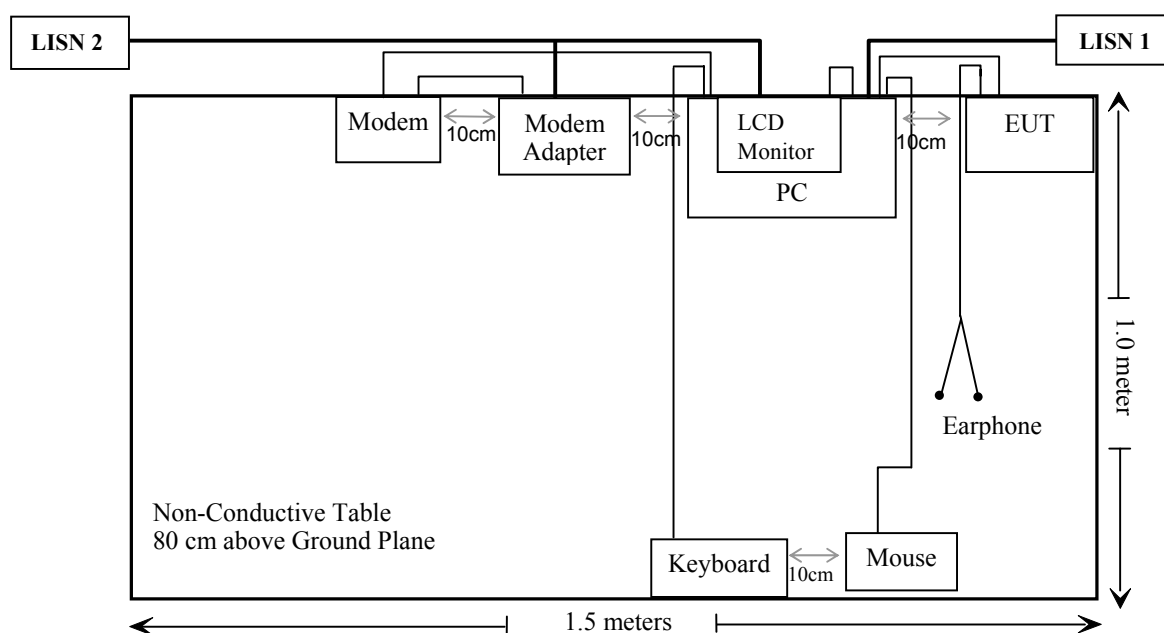 LISN 2
LISN 1
Modem
10cm
Modem
Adapter
10cm
LCD
Monitor
PC
10cm
EUT
1.0 meter
Earphone
Non-Conductive Table
80 cm above Ground Plane
Keyboard
10cm
Mouse
1.5 meters